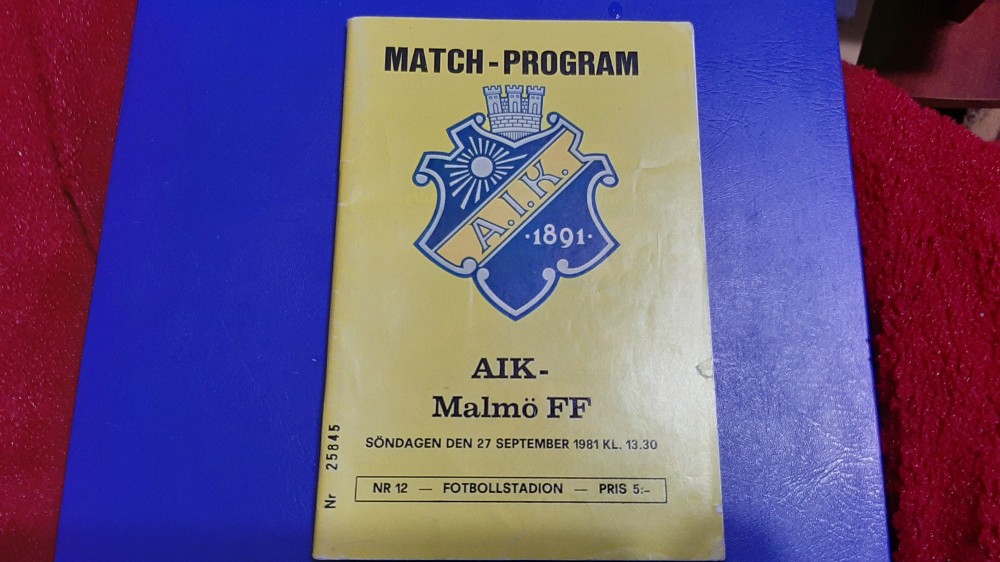 MATCH-PROGRAM
A.I.K.
·1891·
AIK-
Malmö FF
SÖNDAGEN DEN 27 SEPTEMBER 1981 KL. 13.30
NR 12 — FOTBOLLSTADION — PRIS 5:–
Nr 25845